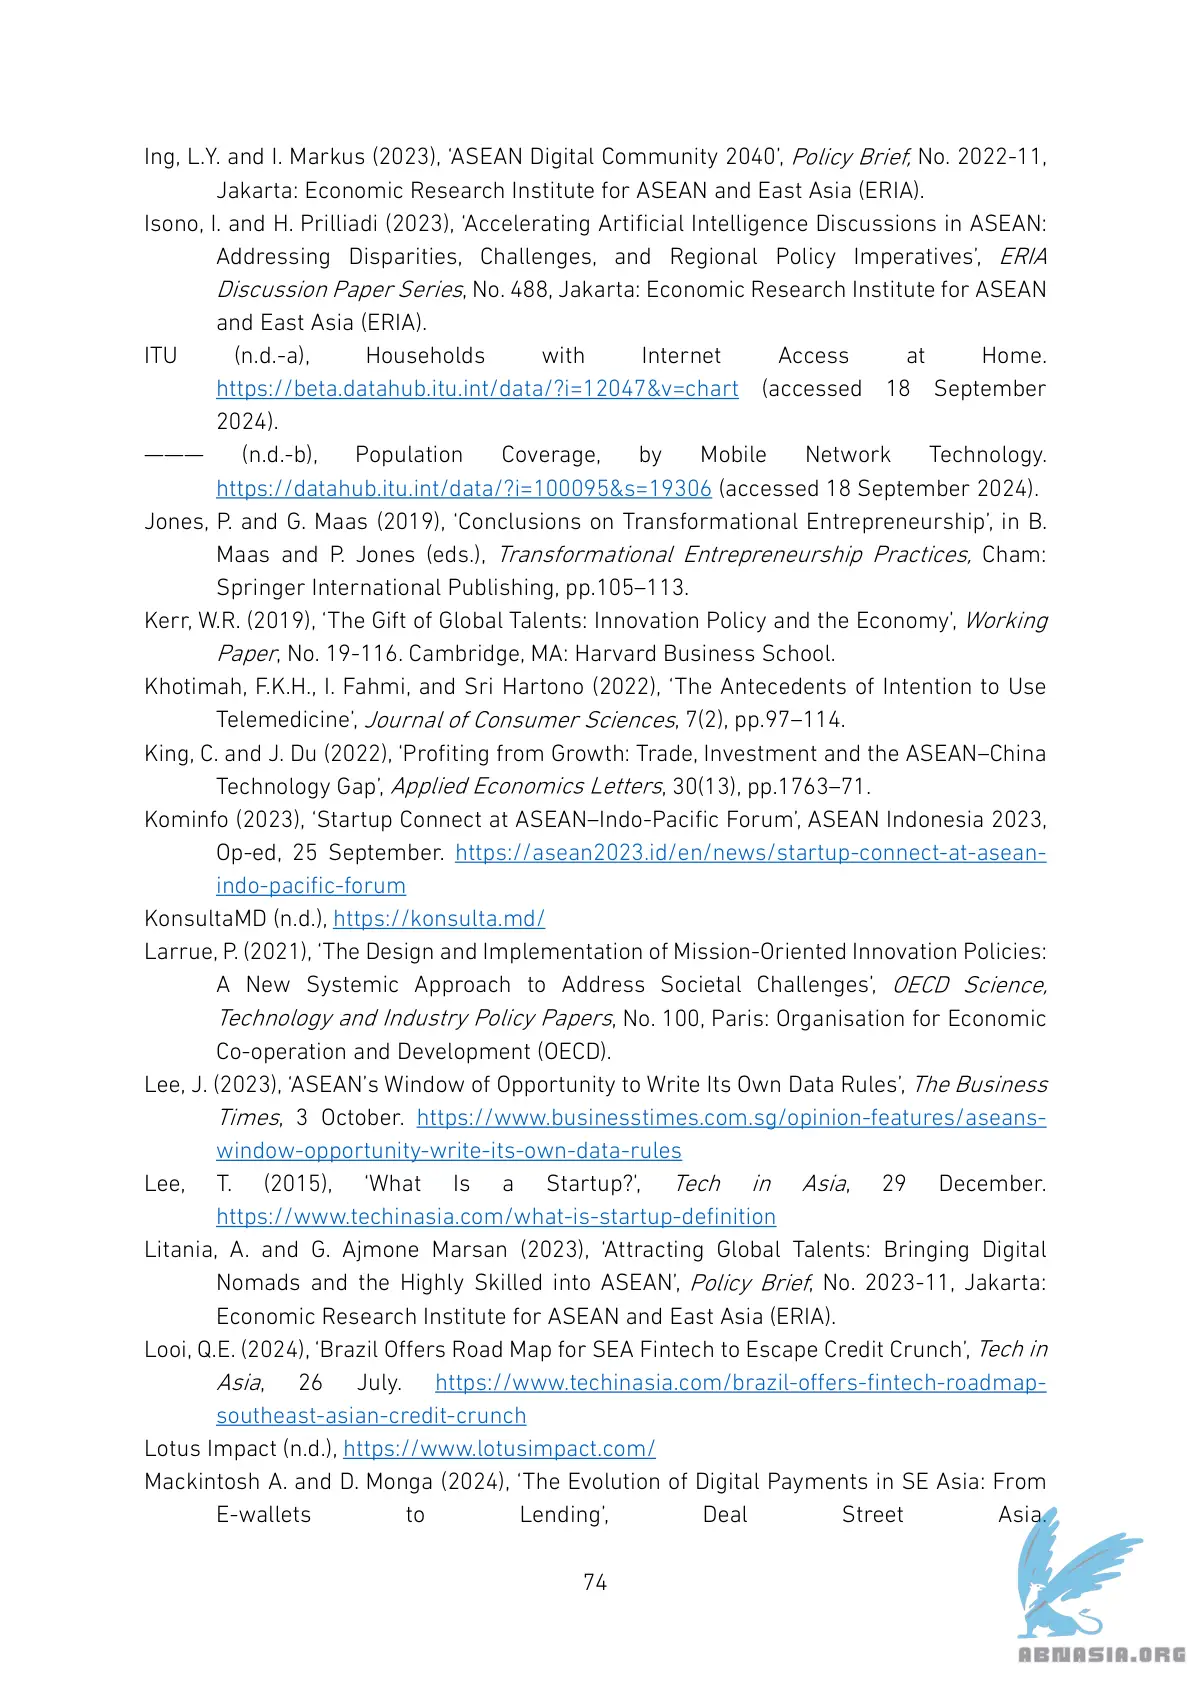 Ing, L.Y. and I. Markus (2023), ‘ASEAN Digital Community 2040’, Policy Brief, No. 2022-11,
Jakarta: Economic Research Institute for ASEAN and East Asia (ERIA).
Isono, I. and H. Prilliadi (2023), ‘Accelerating Artificial Intelligence Discussions in ASEAN:
Addressing Disparities, Challenges, and Regional Policy Imperatives’, ERIA
Discussion Paper Series, No. 488, Jakarta: Economic Research Institute for ASEAN
and East Asia (ERIA).
ITU (n.d.-a), Households with Internet Access at Home.
https://beta.datahub.itu.int/data/?i=12047&v=chart (accessed 18 September
2024).
——— (n.d.-b), Population Coverage, by Mobile Network Technology.
https://datahub.itu.int/data/?i=100095&s=19306 (accessed 18 September 2024).
Jones, P. and G. Maas (2019), ‘Conclusions on Transformational Entrepreneurship’, in B.
Maas and P. Jones (eds.), Transformational Entrepreneurship Practices, Cham:
Springer International Publishing, pp.105–113.
Kerr, W.R. (2019), ‘The Gift of Global Talents: Innovation Policy and the Economy’, Working
Paper, No. 19-116. Cambridge, MA: Harvard Business School.
Khotimah, F.K.H., I. Fahmi, and Sri Hartono (2022), ‘The Antecedents of Intention to Use
Telemedicine’, Journal of Consumer Sciences, 7(2), pp.97–114.
King, C. and J. Du (2022), ‘Profiting from Growth: Trade, Investment and the ASEAN–China
Technology Gap’, Applied Economics Letters, 30(13), pp.1763–71.
Kominfo (2023), ‘Startup Connect at ASEAN–Indo-Pacific Forum’, ASEAN Indonesia 2023,
Op-ed, 25 September. https://asean2023.id/en/news/startup-connect-at-asean-
indo-pacific-forum
KonsultaMD (n.d.), https://konsulta.md/
Larrue, P. (2021), ‘The Design and Implementation of Mission-Oriented Innovation Policies:
A New Systemic Approach to Address Societal Challenges’, OECD Science,
Technology and Industry Policy Papers, No. 100, Paris: Organisation for Economic
Co-operation and Development (OECD).
Lee, J. (2023), ‘ASEAN’s Window of Opportunity to Write Its Own Data Rules’, The Business
Times, 3 October. https://www.businesstimes.com.sg/opinion-features/aseans-
window-opportunity-write-its-own-data-rules
Lee, T. (2015), ‘What Is a Startup?’, Tech in Asia, 29 December.
https://www.techinasia.com/what-is-startup-definition
Litania, A. and G. Ajmone Marsan (2023), ‘Attracting Global Talents: Bringing Digital
Nomads and the Highly Skilled into ASEAN’, Policy Brief, No. 2023-11, Jakarta:
Economic Research Institute for ASEAN and East Asia (ERIA).
Looi, Q.E. (2024), ‘Brazil Offers Road Map for SEA Fintech to Escape Credit Crunch’, Tech in
Asia, 26 July. https://www.techinasia.com/brazil-offers-fintech-roadmap-
southeast-asian-credit-crunch
Lotus Impact (n.d.), https://www.lotusimpact.com/
Mackintosh A. and D. Monga (2024), ‘The Evolution of Digital Payments in SE Asia: From
E-wallets to Lending’, Deal Street Asia.
74
ABNASIA.ORG